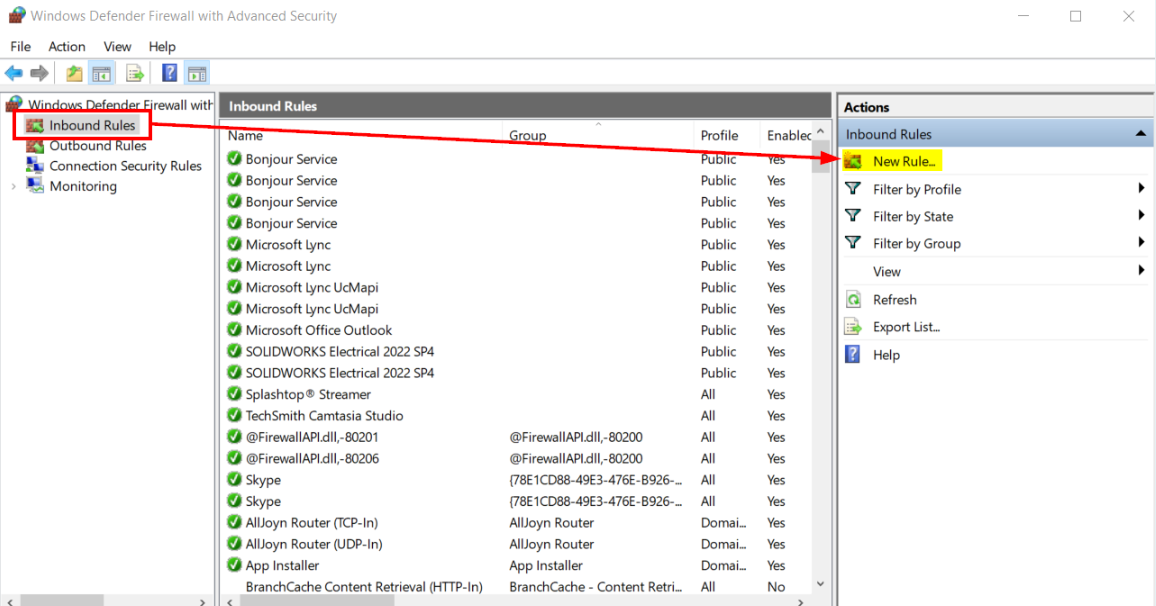 Windows Defender Firewall with Advanced Security
File Action View Help
Windows Defender Firewall with
Inbound Rules
Outbound Rules
Connection Security Rules
Monitoring
Inbound Rules
Name Group Profile Enabled
Bonjour Service Public Yes
Bonjour Service Public Yes
Bonjour Service Public Yes
Bonjour Service Public Yes
Microsoft Lync Public Yes
Microsoft Lync Public Yes
Microsoft Lync UcMapi Public Yes
Microsoft Lync UcMapi Public Yes
Microsoft Office Outlook Public Yes
SOLIDWORKS Electrical 2022 SP4 Public Yes
SOLIDWORKS Electrical 2022 SP4 Public Yes
Splashtop® Streamer All Yes
TechSmith Camtasia Studio All Yes
@FirewallAPI.dll,-80201 @FirewallAPI.dll,-80200 All Yes
@FirewallAPI.dll,-80206 @FirewallAPI.dll,-80200 All Yes
Skype {78E1CD88-49E3-476E-B926-... All Yes
Skype {78E1CD88-49E3-476E-B926-... All Yes
AllJoyn Router (TCP-In) AllJoyn Router Domai... Yes
AllJoyn Router (UDP-In) AllJoyn Router Domai... Yes
App Installer App Installer Domai... Yes
BranchCache Content Retrieval (HTTP-In) BranchCache - Content Retri... All No
Actions
Inbound Rules
New Rule...
Filter by Profile
Filter by State
Filter by Group
View
Refresh
Export List...
Help